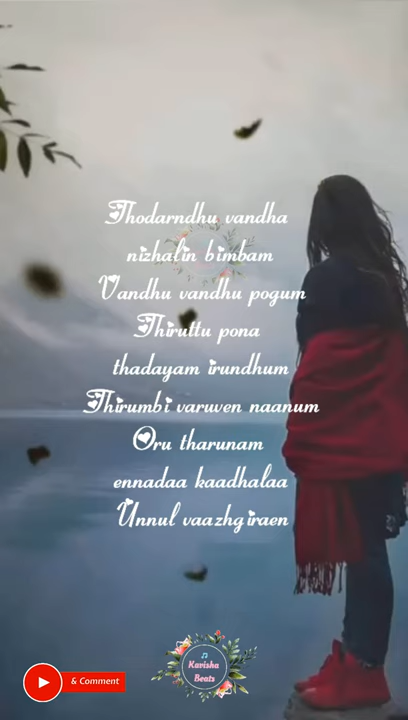 Thodarndhu vandha
nizhalin bimbam
Vandhu vandhu pogum
Thiruttu pona
thadayam irundhum
Thirumbi varuven naanum
Oru tharunam
ennadaa kaadhalaa
Unnul vaazhgiraen
Kavisha
Beats
& Comment